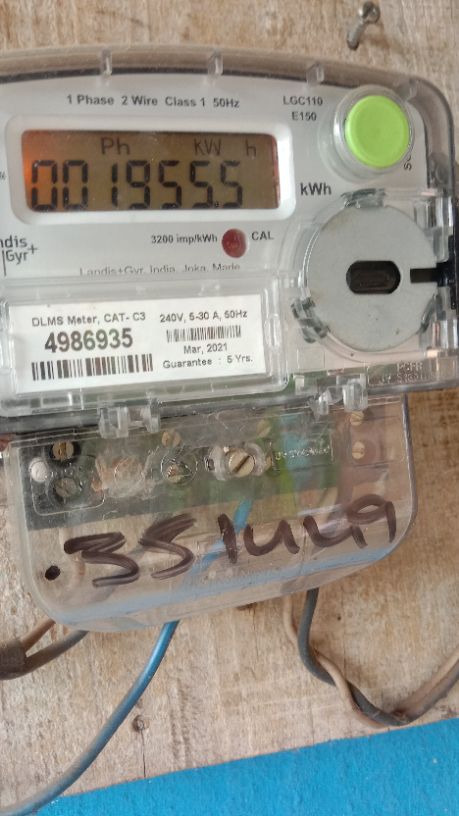 1 Phase 2 Wire Class 1 50Hz
LGC110
E150
Ph KW h
0019555
kWh
3200 imp/kWh CAL
Gyr+
Landis+Gyr, India, Joka, Made
DLMS Meter, CAT- C3
4986935
240V, 5-30 A, 50Hz
Mar, 2021
Guarantee : 5 Yrs.
351449